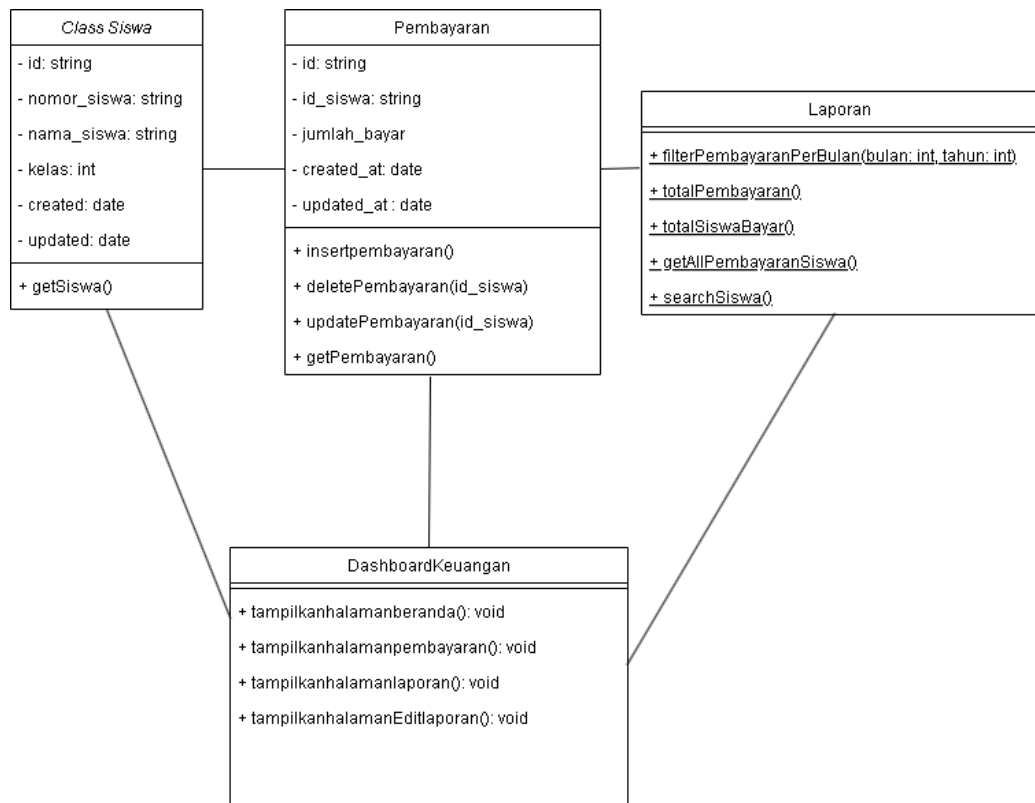 Class Siswa
- id: string
- nomor_siswa: string
- nama_siswa: string
- kelas: int
- created: date
- updated: date
+ getSiswa()
Pembayaran
- id: string
- id_siswa: string
- jumlah_bayar
- created_at: date
- updated_at : date
+ insertpembayaran()
+ deletePembayaran(id_siswa)
+ updatePembayaran(id_siswa)
+ getPembayaran()
Laporan
+ filterPembayaranPerBulan(bulan: int, tahun: int)
+ totalPembayaran()
+ totalSiswaBayar()
+ getAllPembayaranSiswa()
+ searchSiswa()
DashboardKeuangan
+ tampilkanhalamanberanda(): void
+ tampilkanhalamanpembayaran(): void
+ tampilkanhalamanlaporan(): void
+ tampilkanhalamanEditlaporan(): void